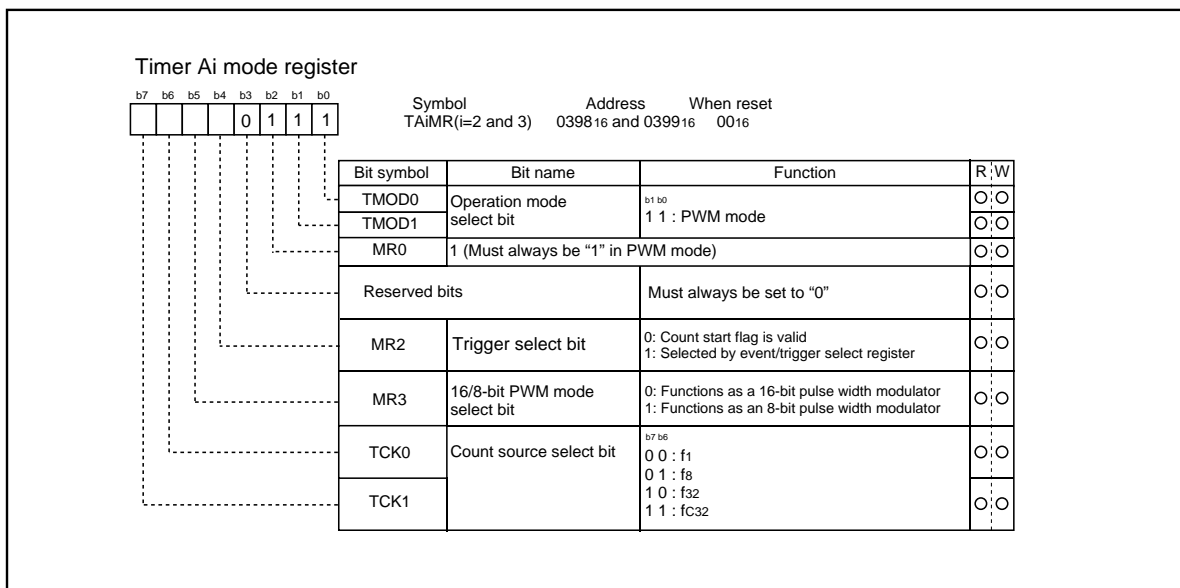 Timer Ai mode register
b7 b6 b5 b4 b3 b2 b1 b0
0 1 1 1
Symbol Address When reset
TAiMR(i=2 and 3) 039816 and 039916 0016
Bit symbol Bit name Function R W
TMOD0 Operation mode select bit b1 b0
TMOD1 1 1 : PWM mode
MR0 1 (Must always be “1” in PWM mode)
Reserved bits Must always be set to “0”
MR2 Trigger select bit 0: Count start flag is valid
1: Selected by event/trigger select register
MR3 16/8-bit PWM mode select bit 0: Functions as a 16-bit pulse width modulator
1: Functions as an 8-bit pulse width modulator
TCK0 Count source select bit b7 b6
0 0 : f1
0 1 : f8
TCK1 1 0 : f32
1 1 : fC32